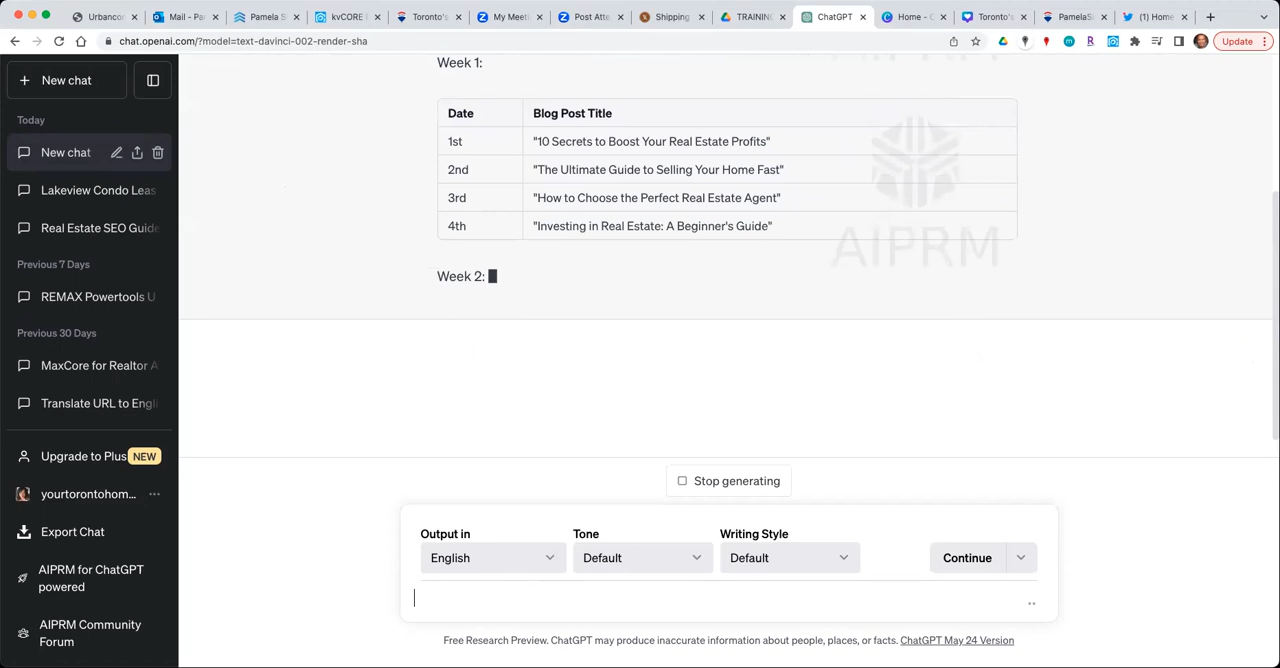 Urbancor
Mail - Pa
Pamela S
kvCORE
Toronto's
My Meeti
Post Atte
Shipping
TRAINING
ChatGPT
Home - C
Toronto's
PamelaS
(1) Home
chat.openai.com/?model=text-davinci-002-render-sha
Update
New chat
Today
New chat
Lakeview Condo Leas
Real Estate SEO Guide
Previous 7 Days
REMAX Powertools U
Previous 30 Days
MaxCore for Realtor A
Translate URL to Engl
Upgrade to Plus NEW
yourtorontohom...
Export Chat
AIPRM for ChatGPT
powered
AIPRM Community
Forum
AIPRM
Week 1:
Date Blog Post Title
1st "10 Secrets to Boost Your Real Estate Profits"
2nd "The Ultimate Guide to Selling Your Home Fast"
3rd "How to Choose the Perfect Real Estate Agent"
4th "Investing in Real Estate: A Beginner's Guide"
AIPRM
Week 2:
Stop generating
Output in Tone Writing Style
English Default Default Continue
Free Research Preview. ChatGPT may produce inaccurate information about people, places, or facts. ChatGPT May 24 Version